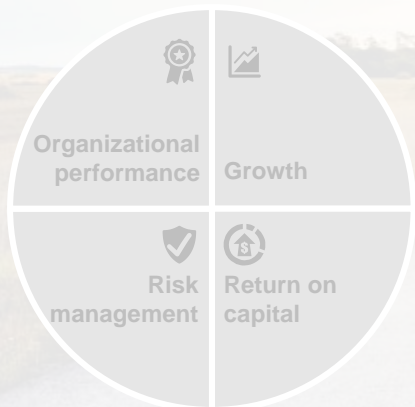 Organizational
performance
Growth
Risk
management
Return on
capital